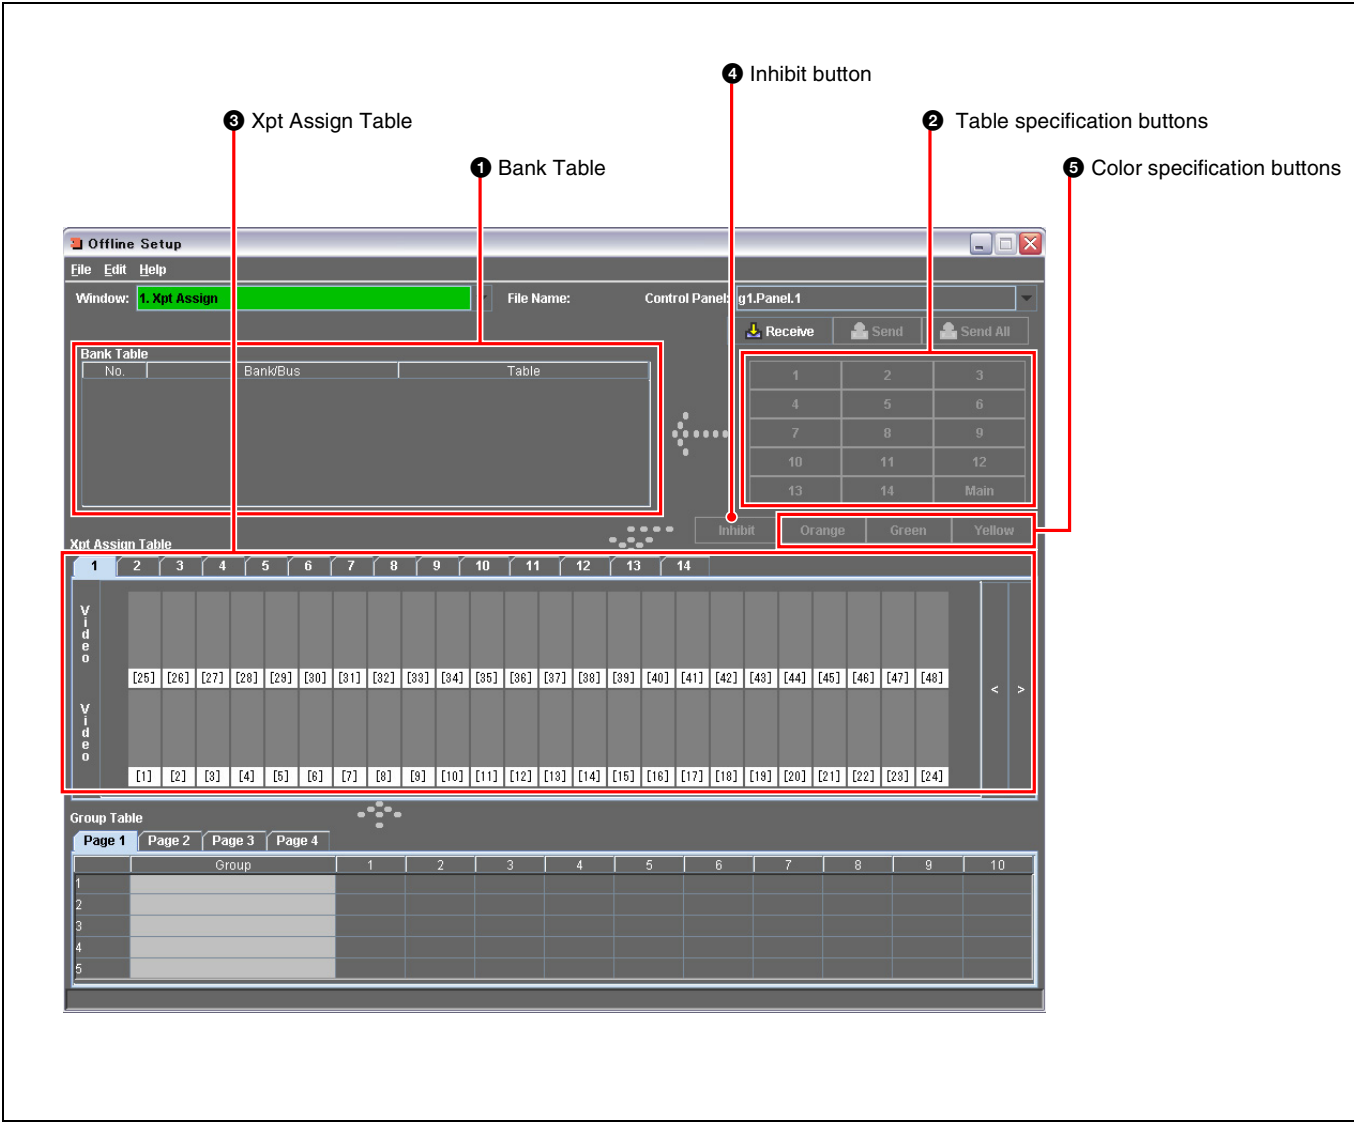 ❹ Inhibit button
❸ Xpt Assign Table
❷ Table specification buttons
❶ Bank Table
❺ Color specification buttons
Offline Setup
File Edit Help
Window: 1. Xpt Assign File Name: Control Panel: g1.Panel.1
Receive Send Send All
Bank Table
No. Bank/Bus Table
1 2 3
4 5 6
7 8 9
10 11 12
13 14 Main
Inhibit Orange Green Yellow
Xpt Assign Table
1 2 3 4 5 6 7 8 9 10 11 12 13 14
Video
[25] [26] [27] [28] [29] [30] [31] [32] [33] [34] [35] [36] [37] [38] [39] [40] [41] [42] [43] [44] [45] [46] [47] [48]
< >
Video
[1] [2] [3] [4] [5] [6] [7] [8] [9] [10] [11] [12] [13] [14] [15] [16] [17] [18] [19] [20] [21] [22] [23] [24]
Group Table
Page 1 Page 2 Page 3 Page 4
Group 1 2 3 4 5 6 7 8 9 10
1
2
3
4
5